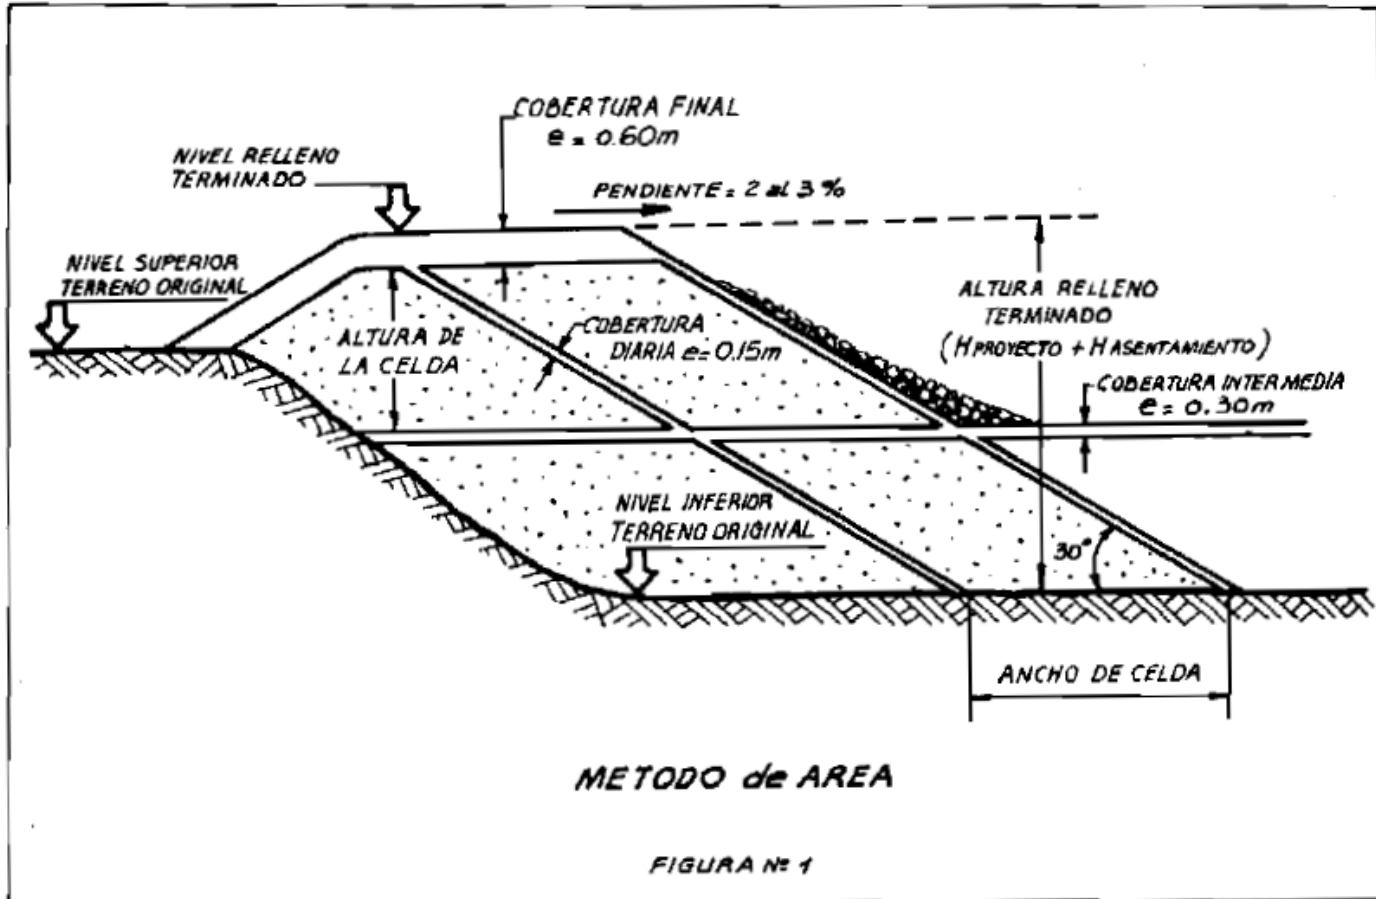 COBERTURA FINAL
e = 0.60m
NIVEL RELLENO
TERMINADO
PENDIENTE = 2 al 3 %
NIVEL SUPERIOR
TERRENO ORIGINAL
ALTURA RELLENO
TERMINADO
(HPROYECTO + HASENTAMIENTO)
ALTURA DE
LA CELDA
COBERTURA
DIARIA e = 0.15m
COBERTURA INTERMEDIA
e = 0.30m
NIVEL INFERIOR
TERRENO ORIGINAL
30°
ANCHO DE CELDA
METODO de AREA
FIGURA Nº 1